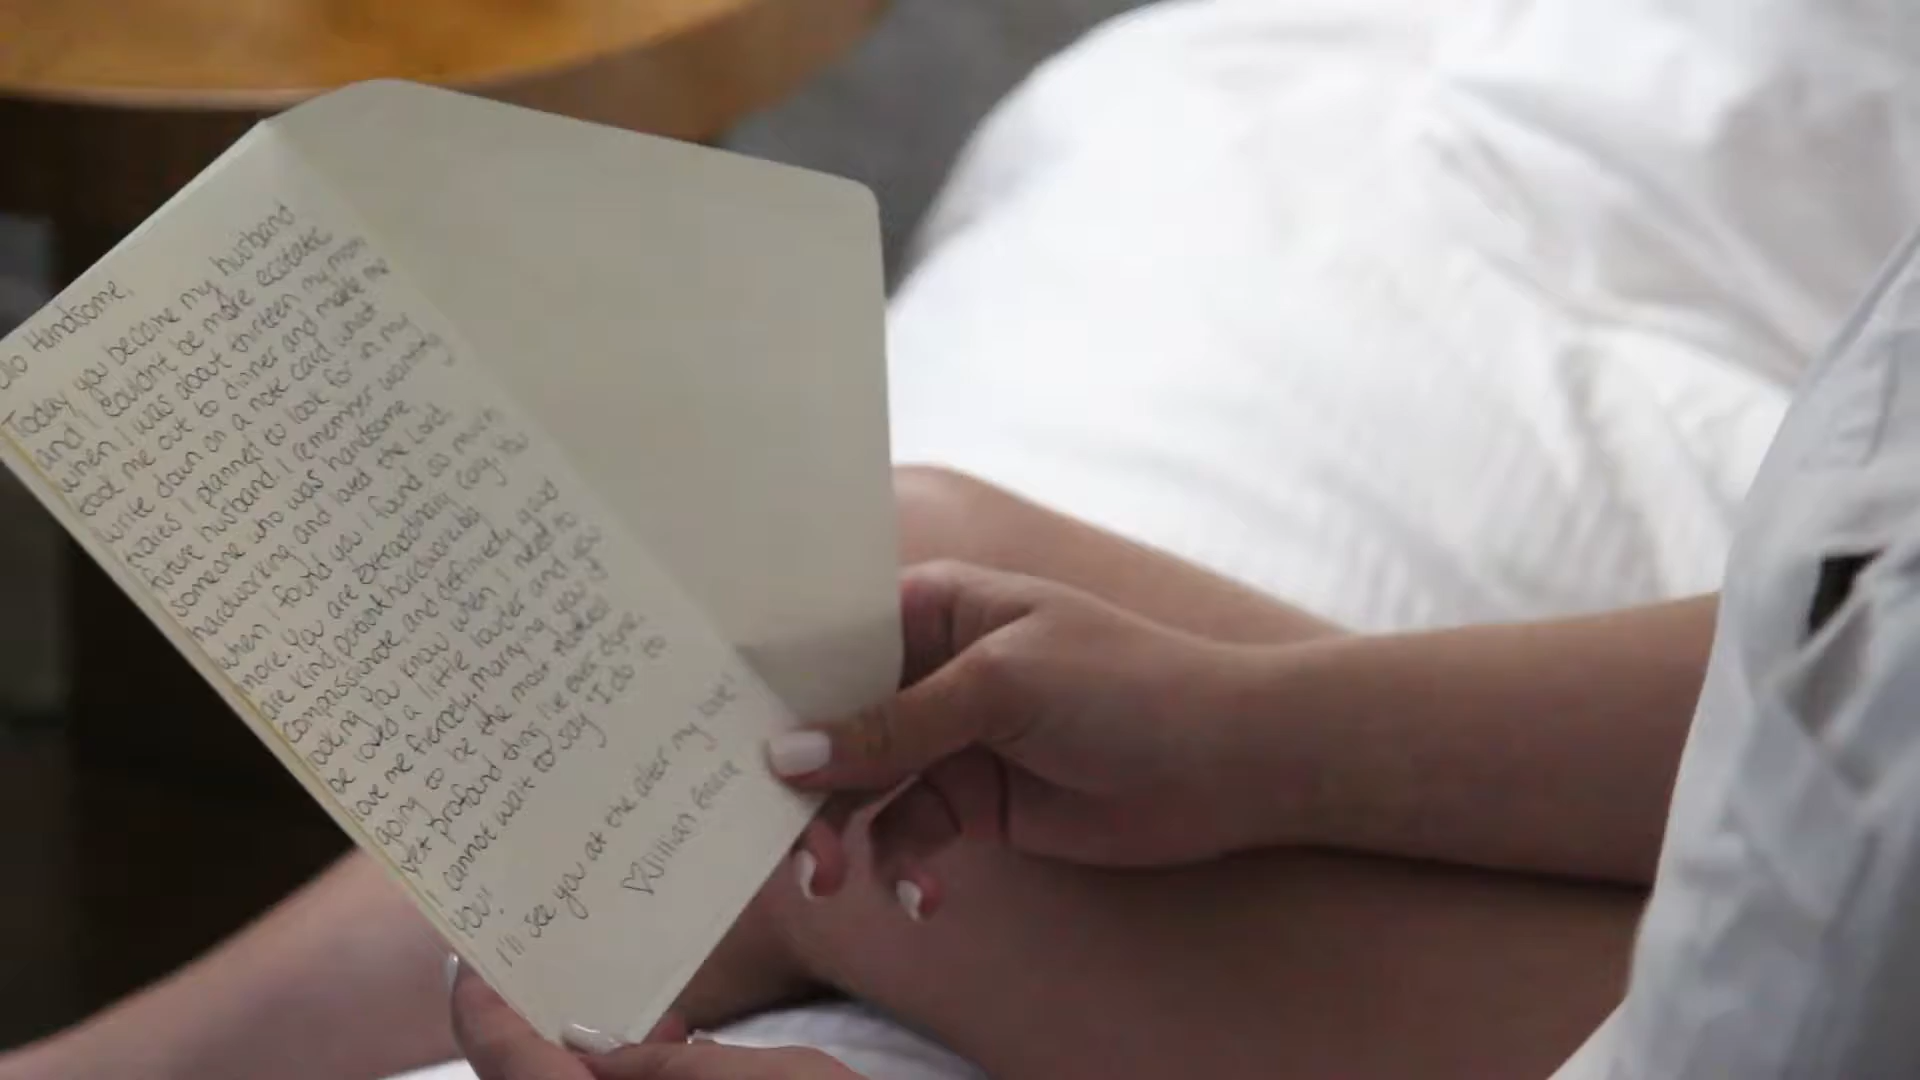 Hello Handsome,
Today you become my husband
and I couldn't be more ecstatic.
When I was about thirteen my mom
took me out to dinner and made me
write down on a note card what
traits I planned to look for in my
future husband. I remember wanting
someone who was handsome,
hardworking and loved the Lord.
When I found you I found so much
more. You are extraordinary. You
are kind, patient, hardworking,
compassionate, and definitely good
looking. You know when I need to
be loved a little louder and you
love me fiercely. Marrying you is
going to be the most
yet profound thing I've ever done.
I cannot wait to say "I do" to
you!
I'll see you at the alter my love!
♡ Jillian Grace